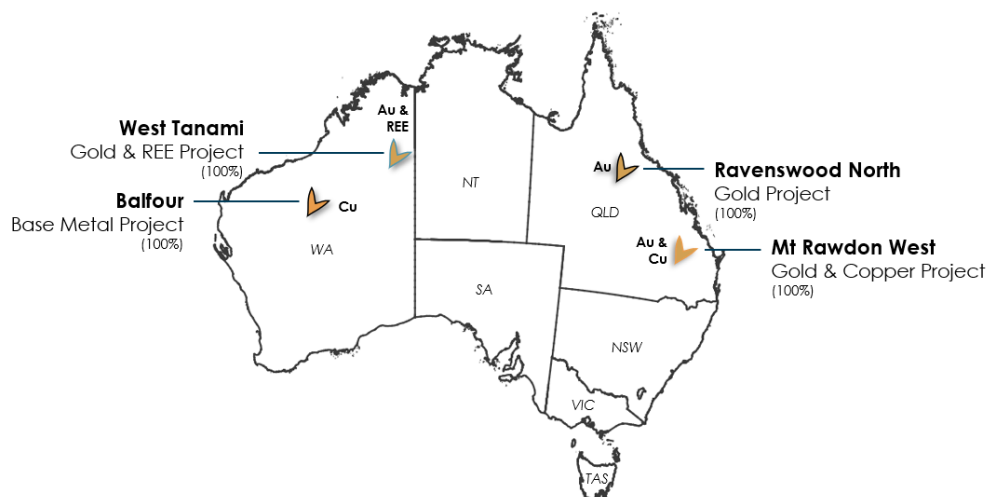 West Tanami
Gold & REE Project
(100%)
Au &
REE
Balfour
Base Metal Project
(100%)
Cu
WA
NT
SA
QLD
NSW
VIC
TAS
Au
Ravenswood North
Gold Project
(100%)
Au &
Cu
Mt Rawdon West
Gold & Copper Project
(100%)